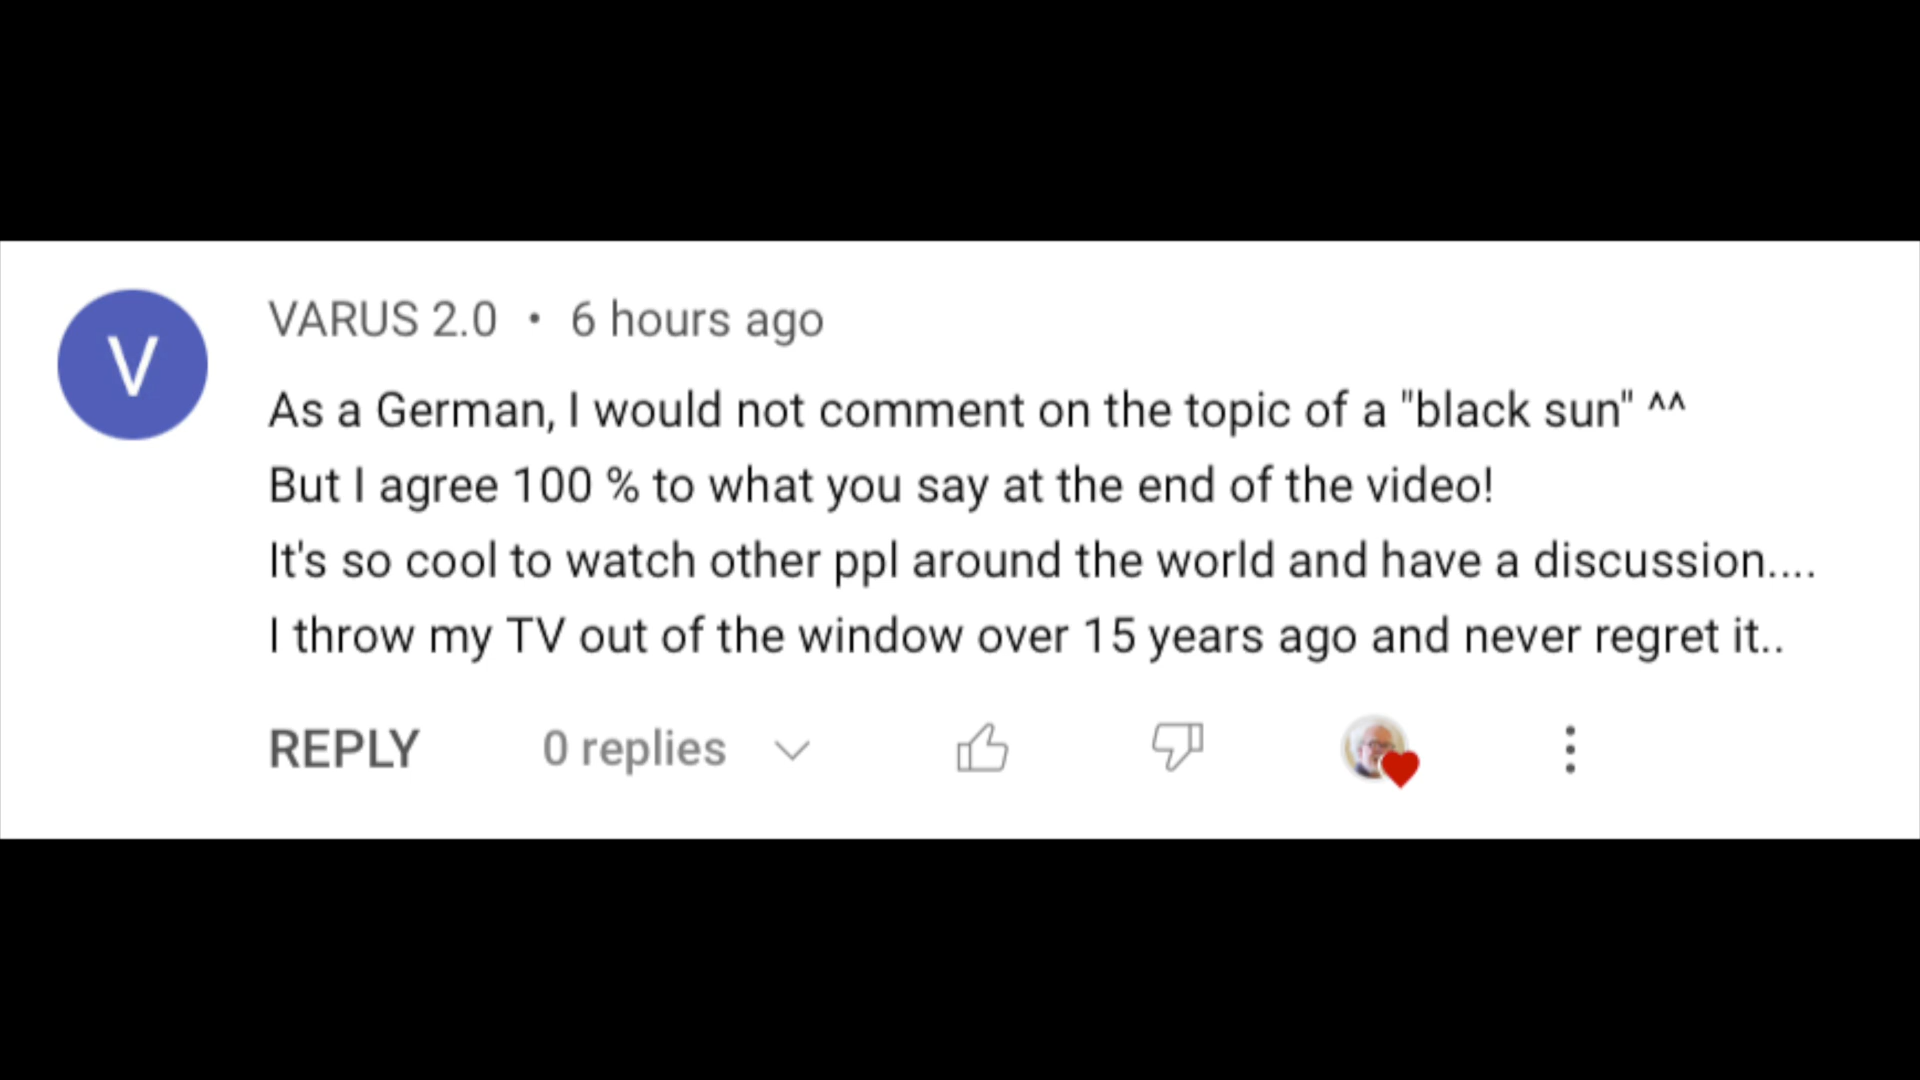 V
VARUS 2.0 • 6 hours ago
As a German, I would not comment on the topic of a "black sun" ^^
But I agree 100 % to what you say at the end of the video!
It's so cool to watch other ppl around the world and have a discussion....
I throw my TV out of the window over 15 years ago and never regret it..
REPLY 0 replies